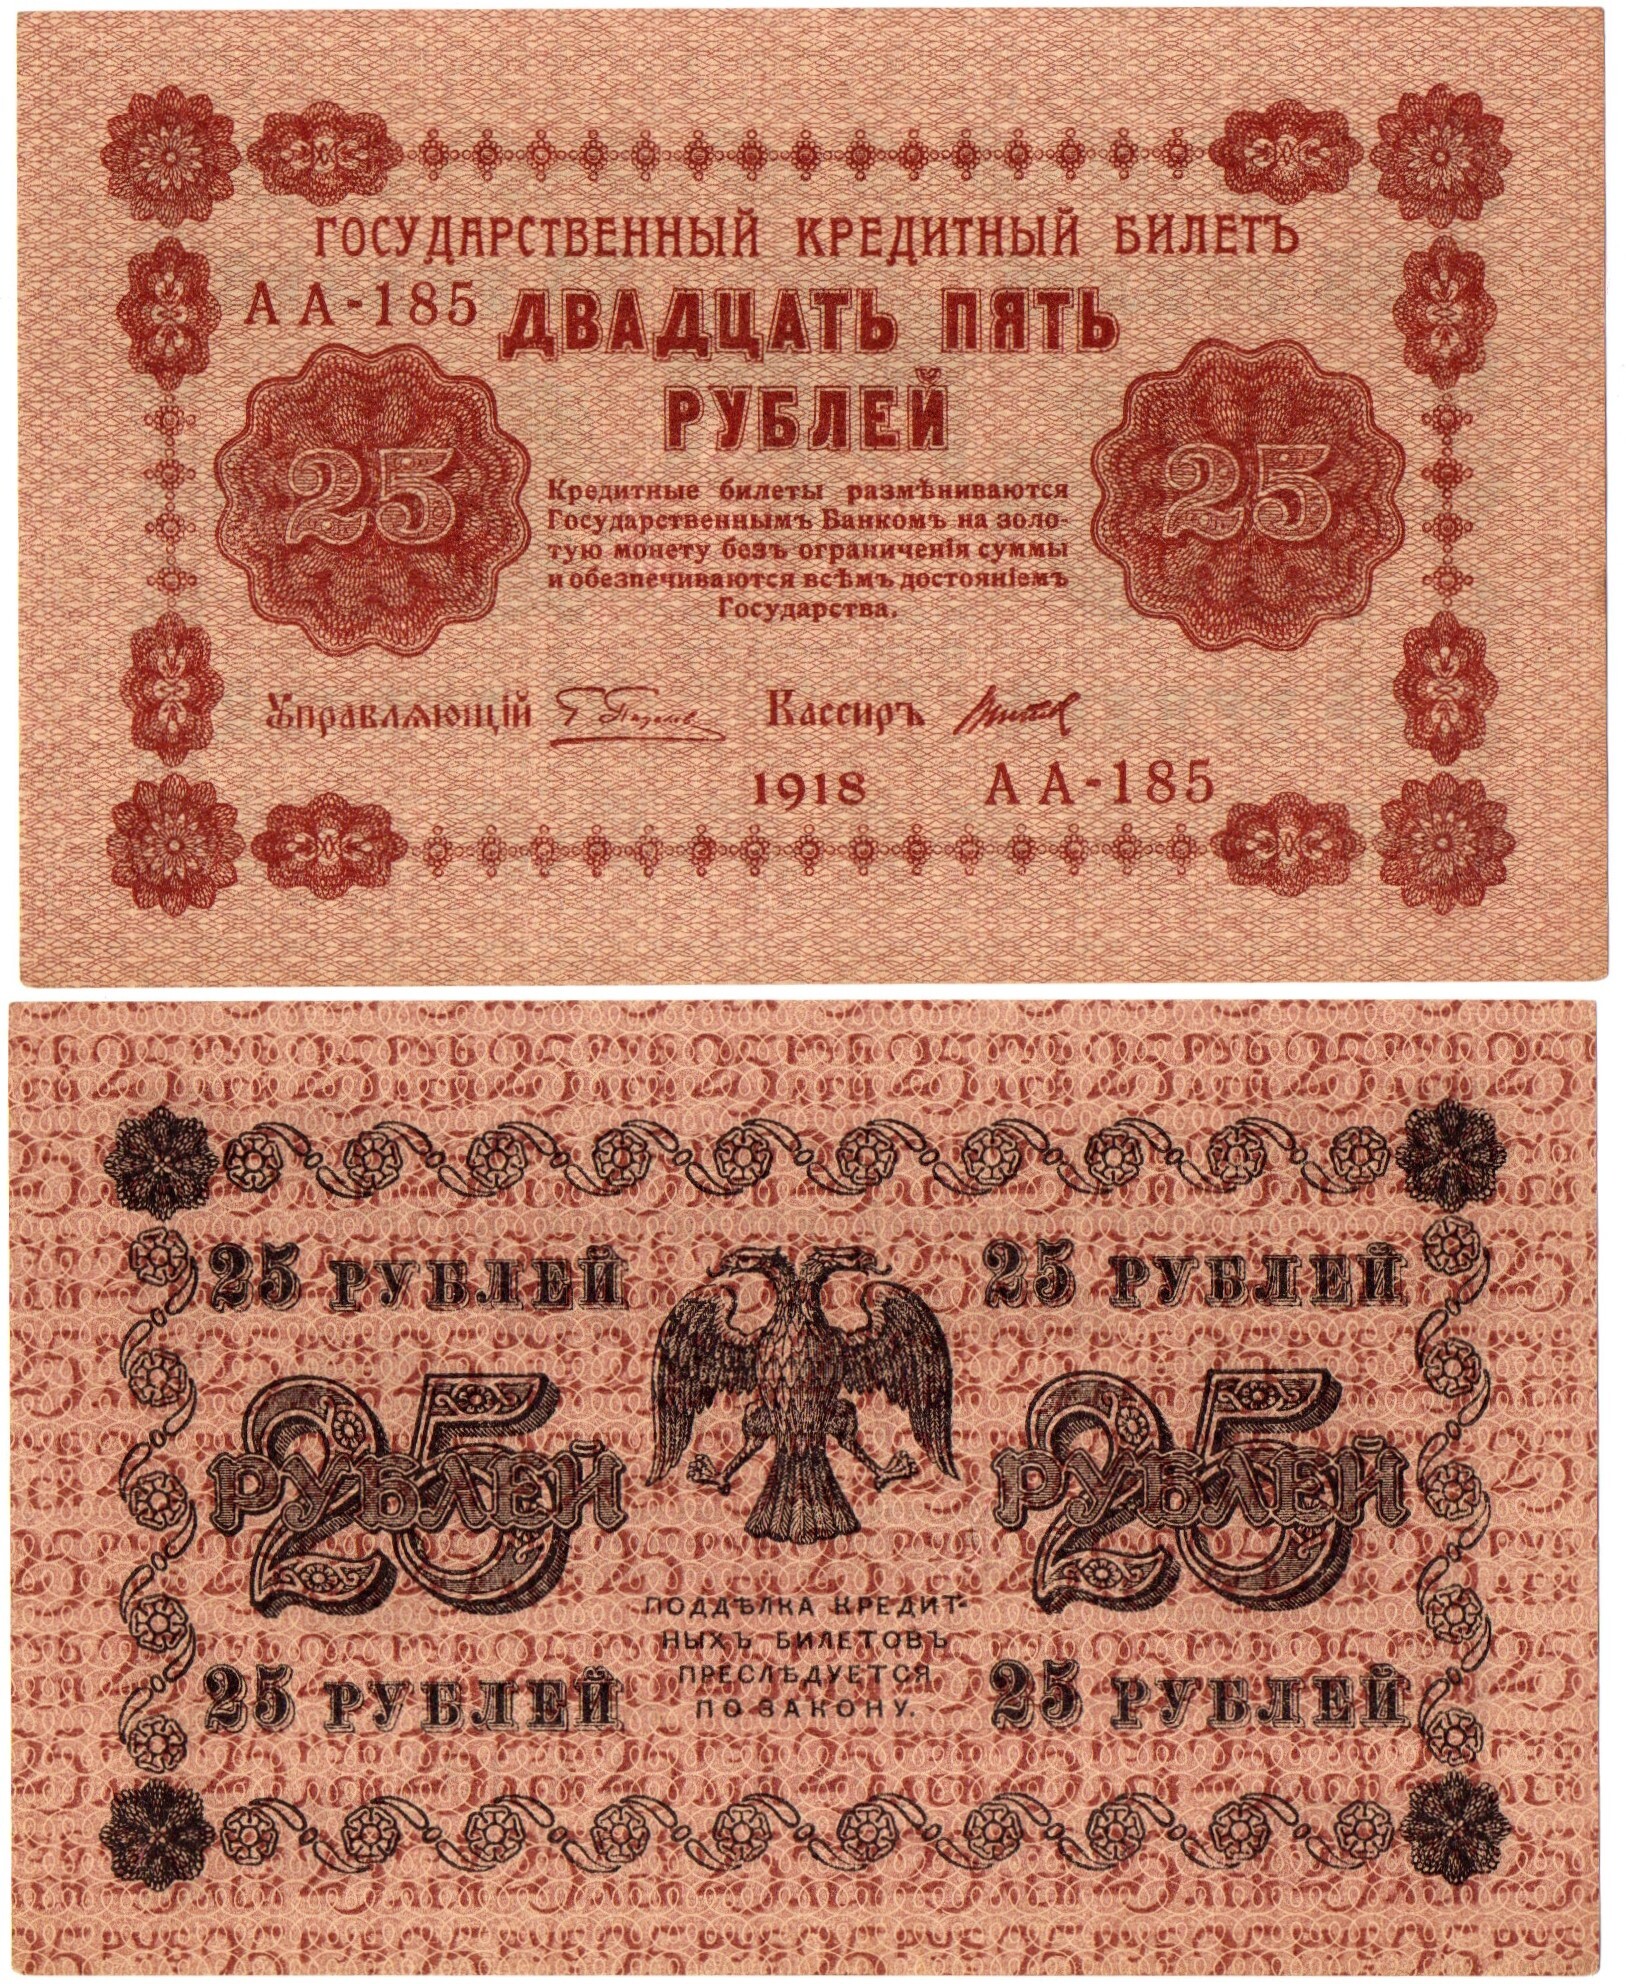 ГОСУДАРСТВЕННЫЙ КРЕДИТНЫЙ БИЛЕТЪ
АА-185 ДВАДЦАТЬ ПЯТЬ
РУБЛЕЙ
25
25
Кредитные билеты размѣниваются
Государственнымъ Банкомъ на золо-
тую монету безъ ограниченія суммы
и обезпечиваются всѣмъ достояніемъ
Государства.
Управляющій
Кассиръ
1918 АА-185
25 РУБЛЕЙ
25 РУБЛЕЙ
25 РУБЛЕЙ
25 РУБЛЕЙ
ПОДДѢЛКА КРЕДИТ-
НЫХЪ БИЛЕТОВЪ
ПРЕСЛѢДУЕТСЯ
ПО ЗАКОНУ.
25 РУБЛЕЙ
25 РУБЛЕЙ